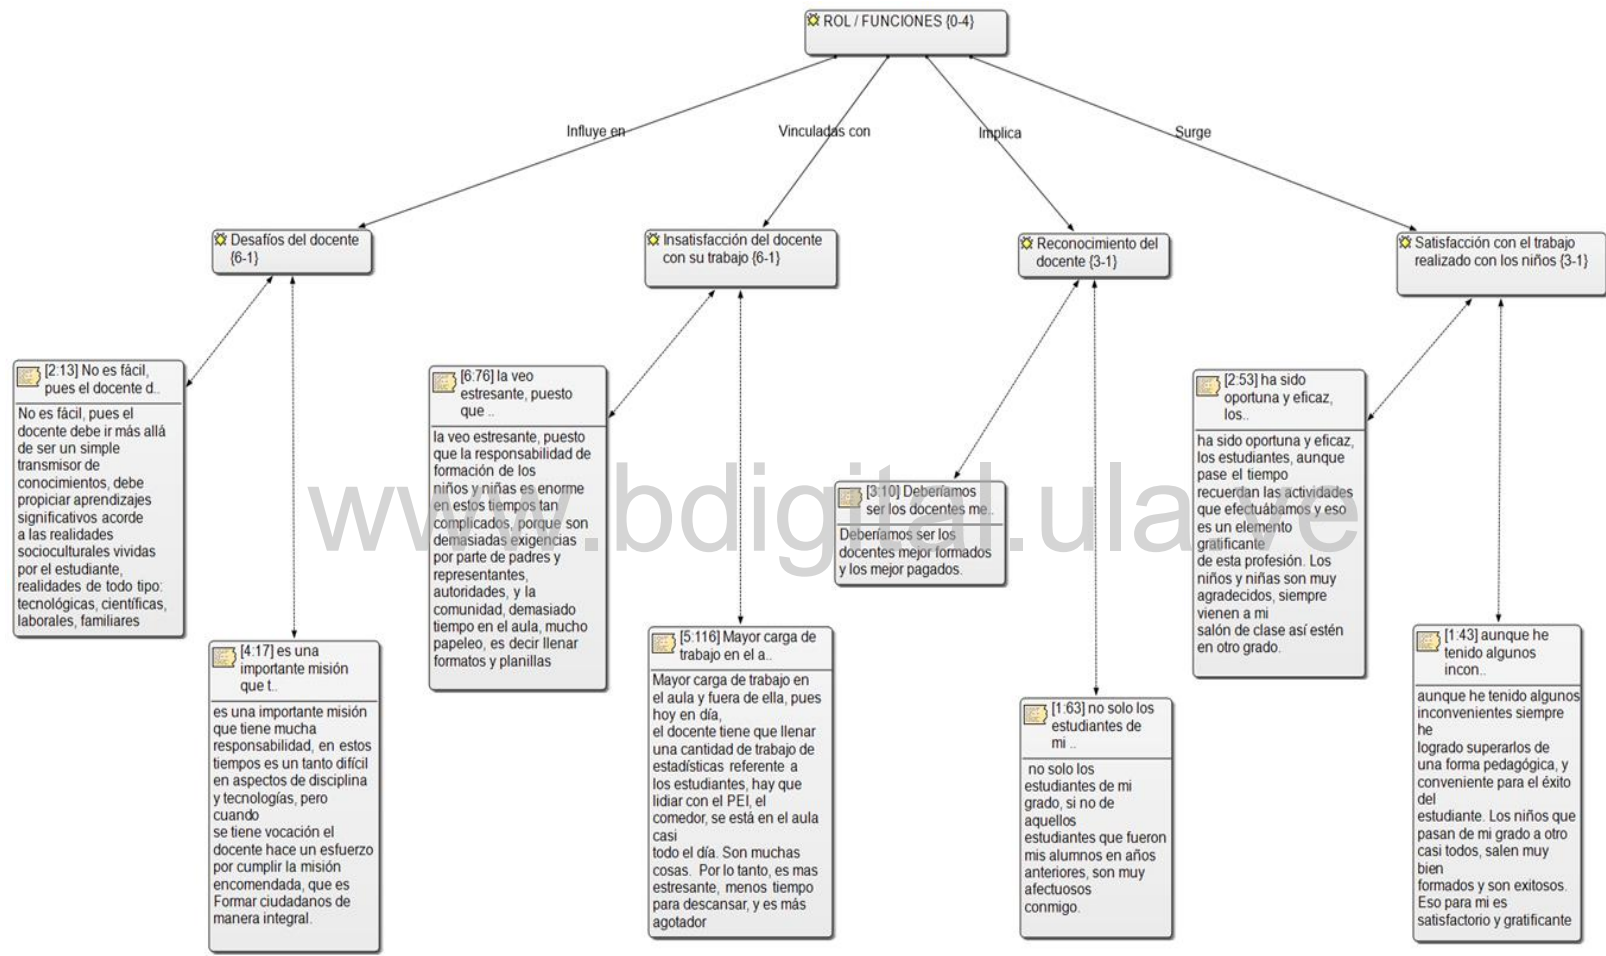 ROL / FUNCIONES {0-4}
Influye en
Vinculadas con
Implica
Surge
Desafíos del docente
{6-1}
Insatisfacción del docente
con su trabajo {6-1}
Reconocimiento del
docente {3-1}
Satisfacción con el trabajo
realizado con los niños {3-1}
[2:13] No es fácil,
pues el docente d..
No es fácil, pues el
docente debe ir más allá
de ser un simple
transmisor de
conocimientos, debe
propiciar aprendizajes
significativos acorde
a las realidades
socioculturales vividas
por el estudiante,
realidades de todo tipo:
tecnológicas, científicas,
laborales, familiares
[4:17] es una
importante misión
que t..
es una importante misión
que tiene mucha
responsabilidad, en estos
tiempos es un tanto difícil
en aspectos de disciplina
y tecnologías, pero
cuando
se tiene vocación el
docente hace un esfuerzo
por cumplir la misión
encomendada, que es
Formar ciudadanos de
manera integral.
[6:76] la veo
estresante, puesto
que ..
la veo estresante, puesto
que la responsabilidad de
formación de los
niños y niñas es enorme
en estos tiempos tan
complicados, porque son
demasiadas exigencias
por parte de padres y
representantes,
autoridades, y la
comunidad, demasiado
tiempo en el aula, mucho
papeleo, es decir llenar
formatos y planillas
[5:116] Mayor carga de
trabajo en el a..
Mayor carga de trabajo en
el aula y fuera de ella, pues
hoy en día,
el docente tiene que llenar
una cantidad de trabajo de
estadísticas referente a
los estudiantes, hay que
lidiar con el PEI, el
comedor, se está en el aula
casi
todo el día. Son muchas
cosas. Por lo tanto, es mas
estresante, menos tiempo
para descansar, y es más
agotador
[3:10] Deberíamos
ser los docentes me..
Deberíamos ser los
docentes mejor formados
y los mejor pagados.
[1:63] no solo los
estudiantes de
mi ..
no solo los
estudiantes de mi
grado, si no de
aquellos
estudiantes que fueron
mis alumnos en años
anteriores, son muy
afectuosos
conmigo.
[2:53] ha sido
oportuna y eficaz,
los..
ha sido oportuna y eficaz,
los estudiantes, aunque
pase el tiempo
recuerdan las actividades
que efectuábamos y eso
es un elemento
gratificante
de esta profesión. Los
niños y niñas son muy
agradecidos, siempre
vienen a mi
salón de clase así estén
en otro grado.
[1:43] aunque he
tenido algunos
incon..
aunque he tenido algunos
inconvenientes siempre
he
logrado superarlos de
una forma pedagógica, y
conveniente para el éxito
del
estudiante. Los niños que
pasan de mi grado a otro
casi todos, salen muy
bien
formados y son exitosos.
Eso para mi es
satisfactorio y gratificante
www.bdigital.ula.ve